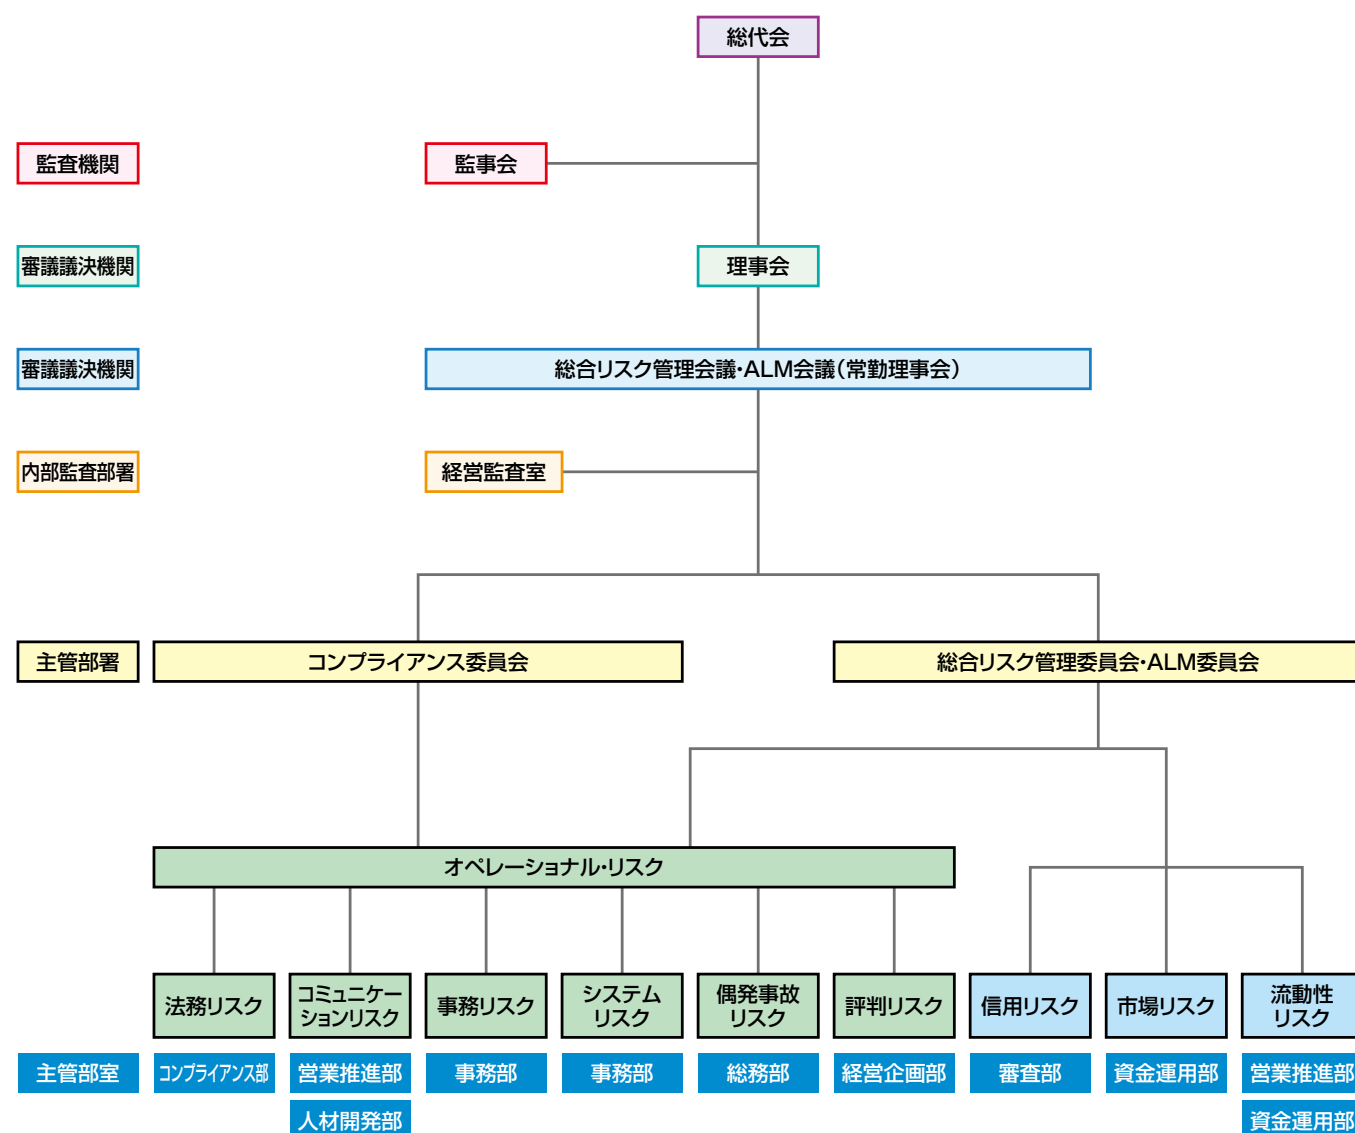 総代会
監査機関
監事会
審議議決機関
理事会
審議議決機関
総合リスク管理会議・ALM会議（常勤理事会）
内部監査部署
経営監査室
主管部署
コンプライアンス委員会
総合リスク管理委員会・ALM委員会
オペレーショナル・リスク
法務リスク
コミュニケー
ションリスク
事務リスク
システム
リスク
偶発事故
リスク
評判リスク
信用リスク
市場リスク
流動性
リスク
主管部室
コンプライアンス部
営業推進部
事務部
事務部
総務部
経営企画部
審査部
資金運用部
営業推進部
人材開発部
資金運用部